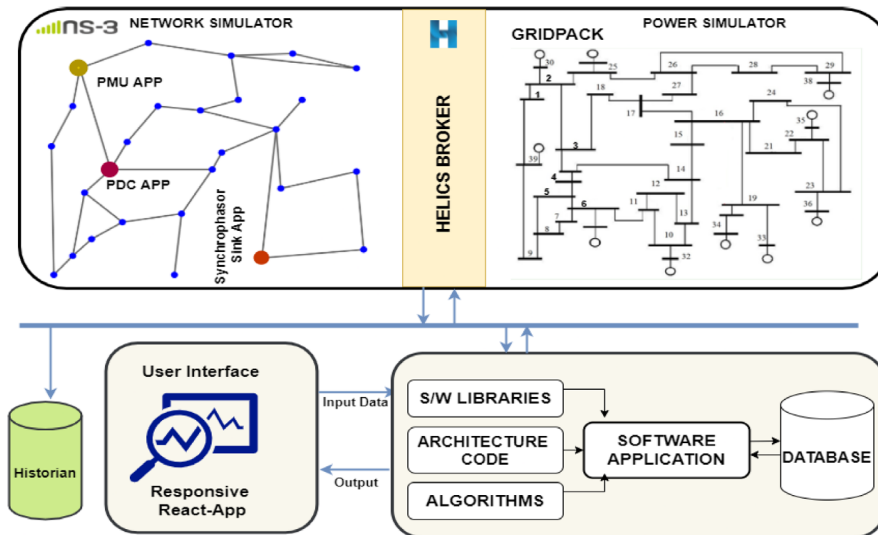 ns-3
NETWORK SIMULATOR
PMU APP
PDC APP
Synchrophasor
Sink App
H
HELICS BROKER
POWER SIMULATOR
GRIDPACK
30
25
26
28
29
2
27
38
1
18
24
17
16
35
15
22
39
3
21
14
4
12
5
6
19
23
11
36
7
13
34
8
10
33
9
32
User Interface
Responsive
React-App
Historian
Input Data
Output
S/W LIBRARIES
ARCHITECTURE
CODE
ALGORITHMS
SOFTWARE
APPLICATION
DATABASE